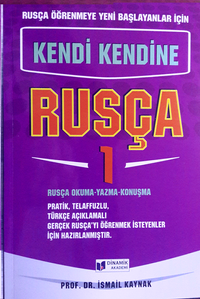 RUSÇA ÖĞRENMEYE YENİ BAŞLAYANLAR İÇİN
KENDİ KENDİNE
RUSÇA
1
RUSÇA OKUMA-YAZMA-KONUŞMA
PRATİK, TELAFFUZLU,
TÜRKÇE AÇIKLAMALI
GERÇEK RUSÇA'YI ÖĞRENMEK İSTEYENLER
İÇİN HAZIRLANMIŞTIR.
DİNAMİK
AKADEMİ
PROF. DR. İSMAİL KAYNAK